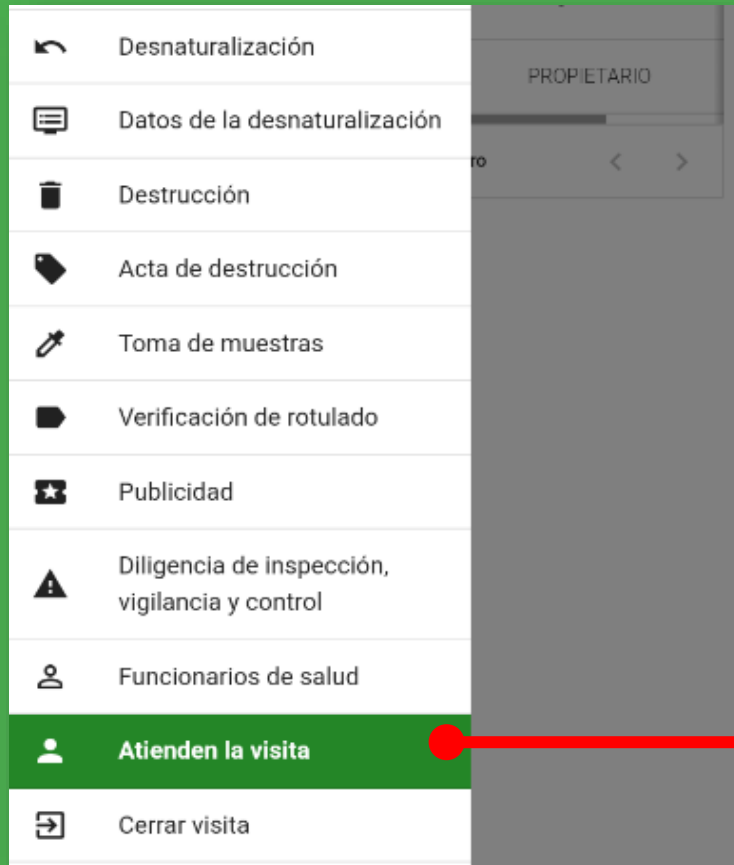 Desnaturalización
PROPIETARIO
Datos de la desnaturalización
ro
Destrucción
Acta de destrucción
Toma de muestras
Verificación de rotulado
Publicidad
Diligencia de inspección,
vigilancia y control
Funcionarios de salud
Atienden la visita
Cerrar visita